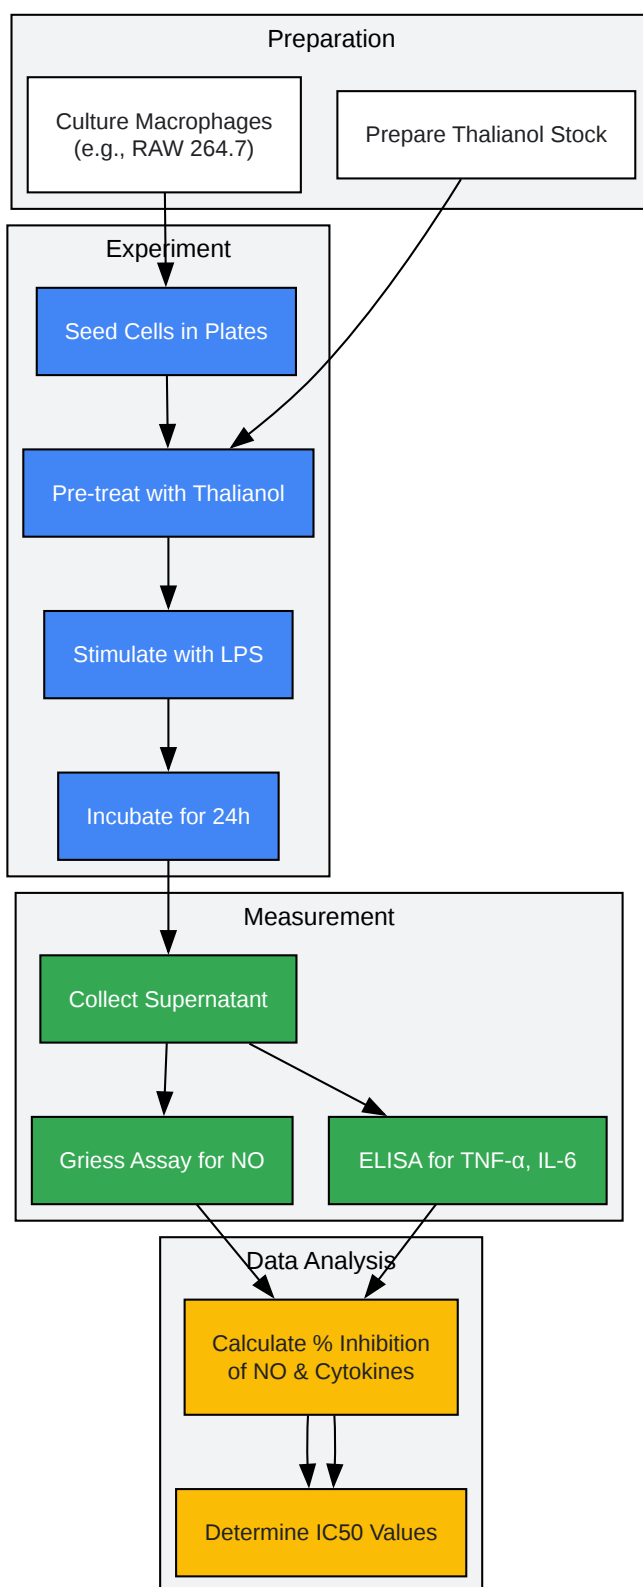 Preparation
Culture Macrophages
(e.g., RAW 264.7)
Prepare Thalianol Stock
Experiment
Seed Cells in Plates
Pre-treat with Thalianol
Stimulate with LPS
Incubate for 24h
Measurement
Collect Supernatant
Griess Assay for NO
ELISA for TNF-α, IL-6
Data Analysis
Calculate % Inhibition
of NO & Cytokines
Determine IC50 Values